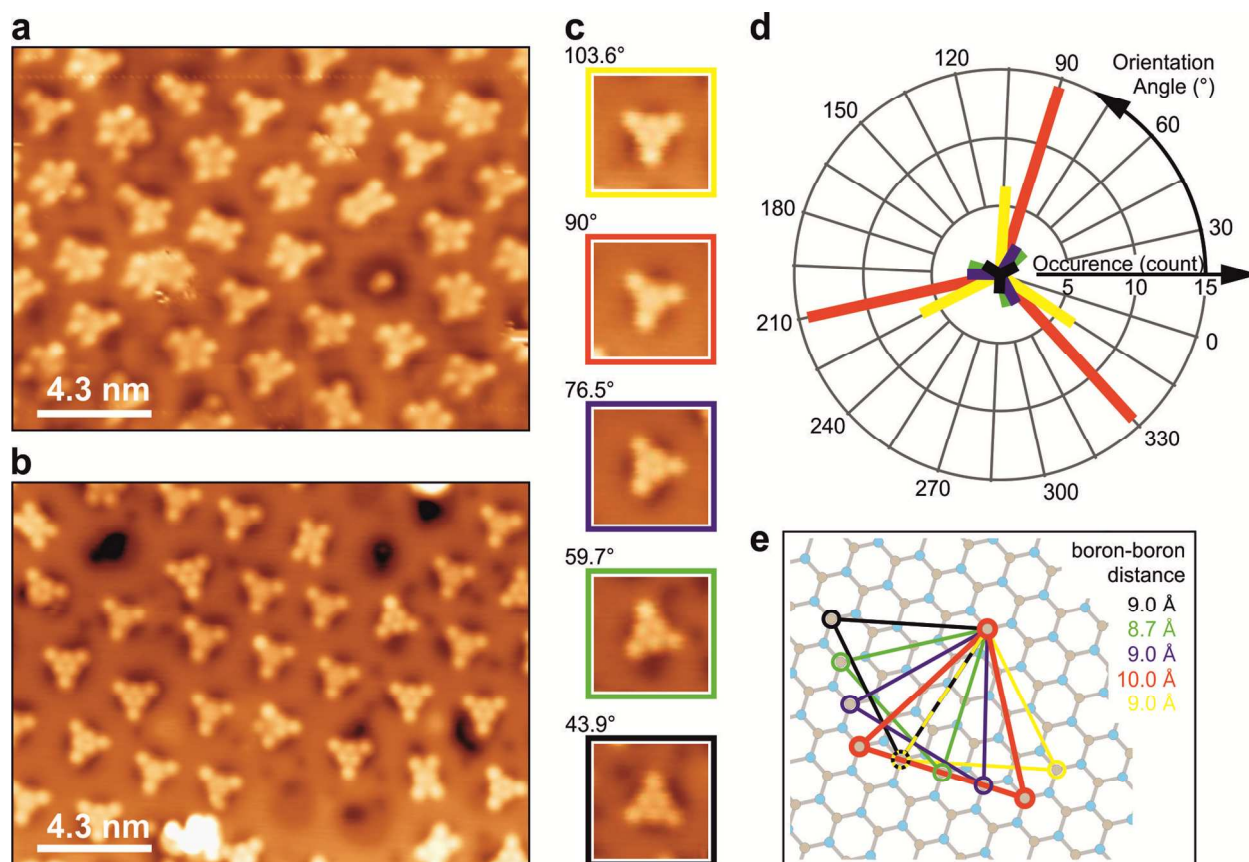 a
4.3 nm
b
4.3 nm
c
103.6°
90°
76.5°
59.7°
43.9°
d
Orientation
Angle (°)
120
90
60
150
30
180
Occurence (count)
5
10
15
210
0
240
330
270
300
e
boron-boron
distance
9.0 Å
8.7 Å
9.0 Å
10.0 Å
9.0 Å